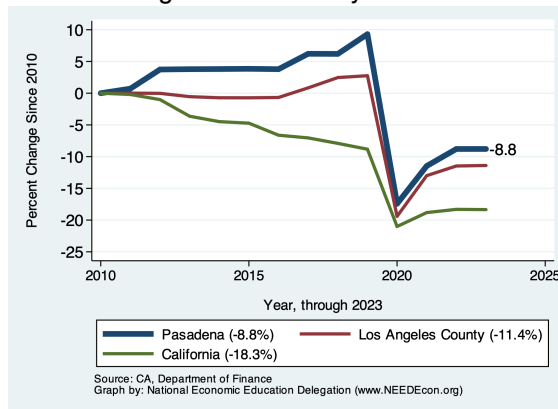 Percent Change Since 2010
10
5
0
-5
-10
-15
-20
-25
-8.8
2010 2015 2020 2025
Year, through 2023
Pasadena (-8.8%) Los Angeles County (-11.4%)
California (-18.3%)
Source: CA, Department of Finance
Graph by: National Economic Education Delegation (www.NEEDEcon.org)